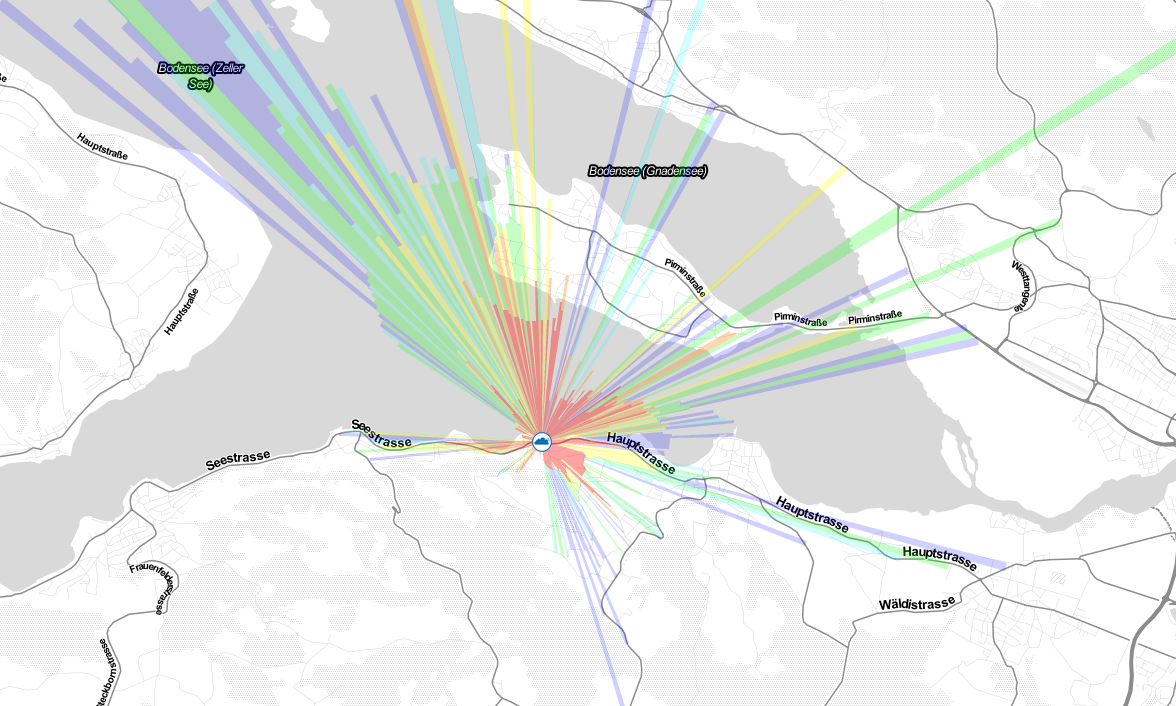 Bodensee (Zeller
See)
Hauptstraße
Bodensee (Gnadensee)
Pirminstraße
Westtangente
Hauptstraße
Pirminstraße
Pirminstraße
Seestrasse
Hauptstrasse
Seestrasse
Hauptstrasse
Hauptstrasse
Frauenfelderstrasse
Wäldistrasse
Steckbornstrasse